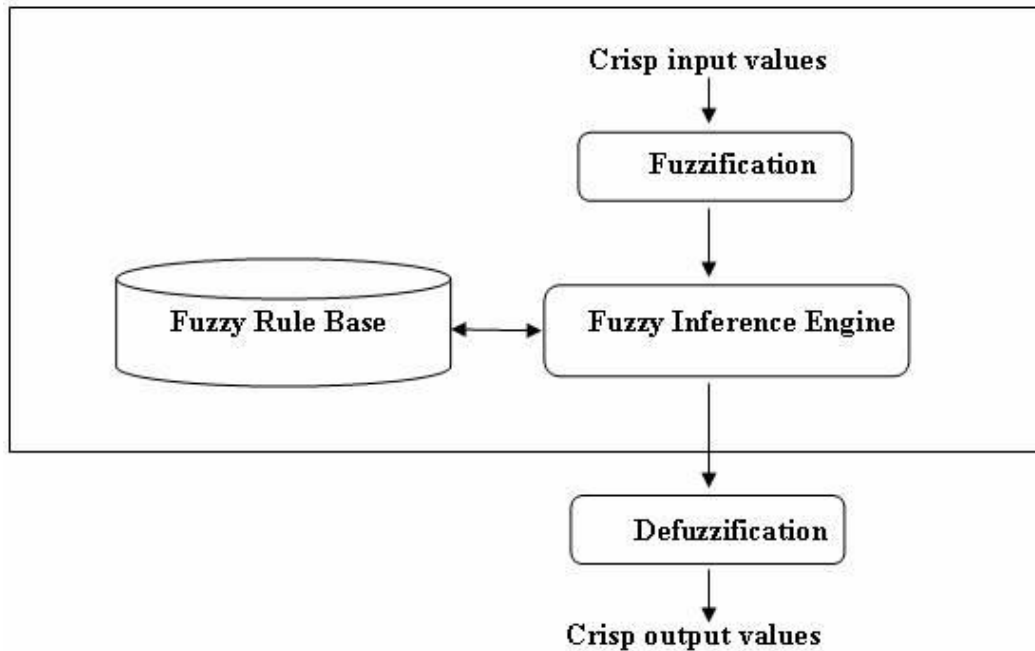 Crisp input values
Fuzzification
Fuzzy Rule Base
Fuzzy Inference Engine
Defuzzification
Crisp output values